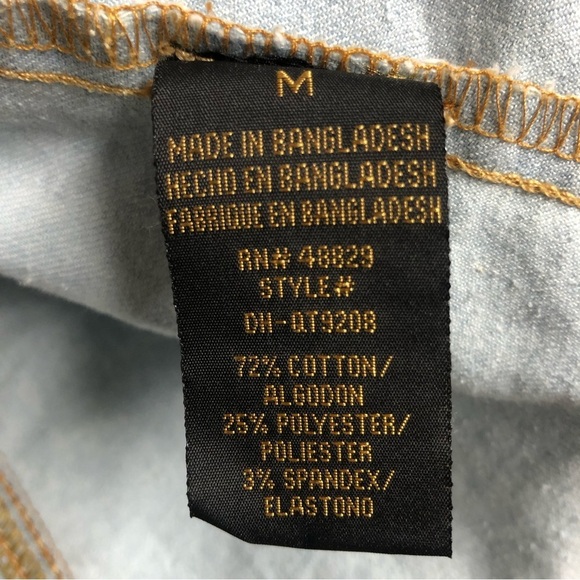 M
MADE IN BANGLADESH
HECHO EN BANGLADESH
FABRIQUE EN BANGLADESH
RN# 48829
STYLE#
DH-QT9208
72% COTTON/
ALGODON
25% POLYESTER/
POLIESTER
3% SPANDEX/
ELASTONO